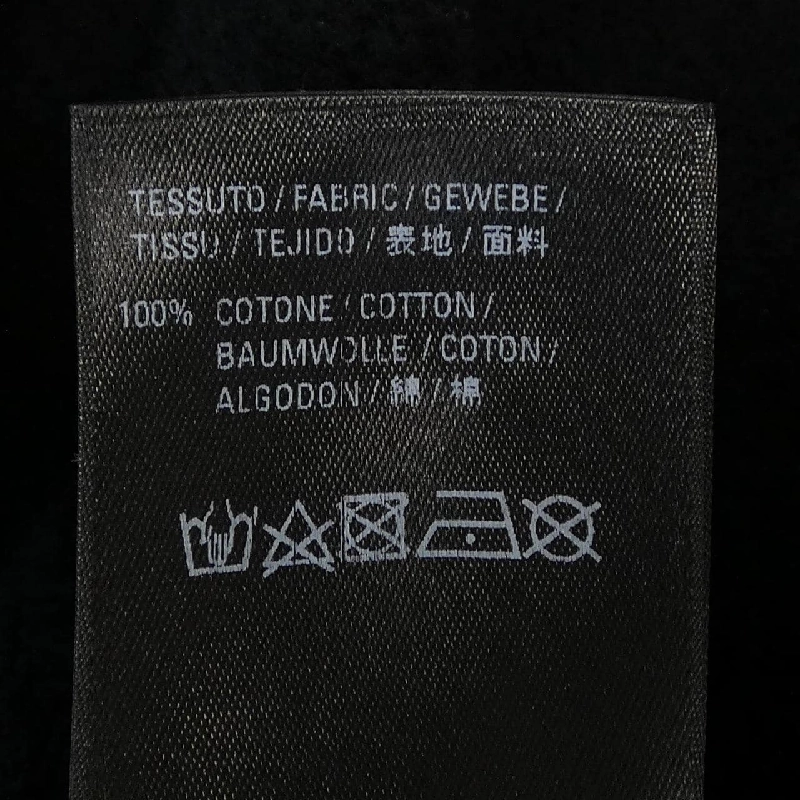 TESSUTO / FABRIC / GEWEBE /
TISSU / TEJIDO / 表地 / 面料
100% COTONE / COTTON /
BAUMWOLLE / COTON /
ALGODON / 綿 / 棉